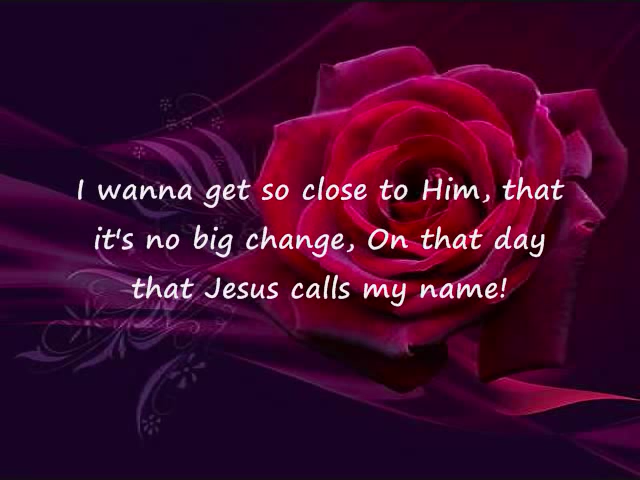 I wanna get so close to Him, that
it's no big change, On that day
that Jesus calls my name!